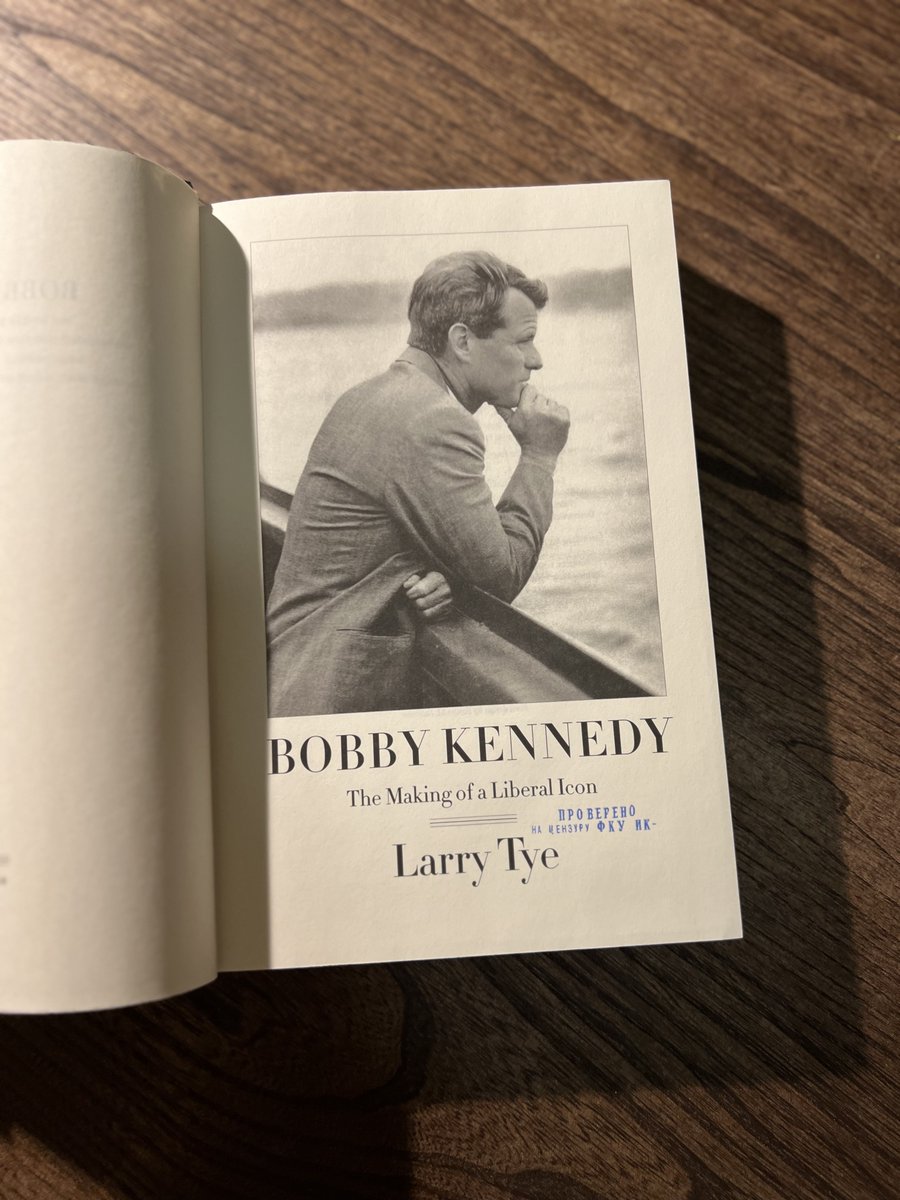 BOBBY KENNEDY
The Making of a Liberal Icon
ПРОВЕРЕНО
НА ЦЕНЗУРУ ФКУ ИК-
Larry Tye